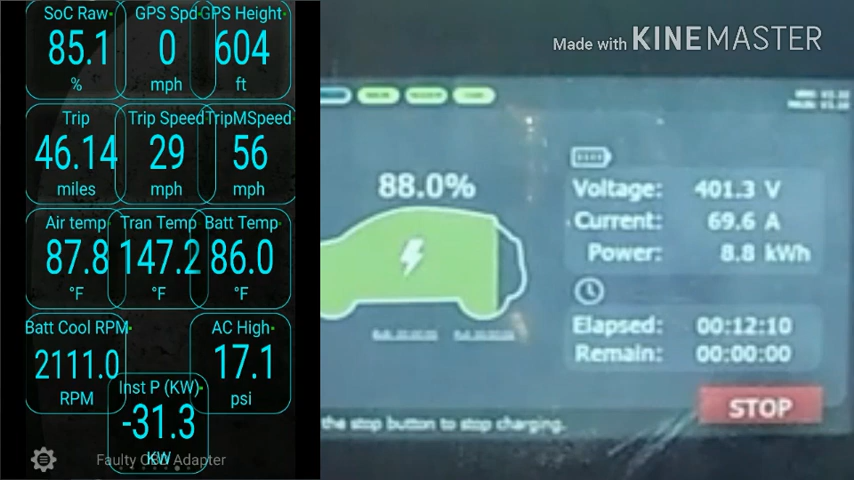 SoC Raw GPS Spd GPS Height
85.1 0 604
% mph ft
Trip Trip Speed TripMSpeed
46.14 29 56
miles mph mph
Air temp Tran Temp Batt Temp
87.8 147.2 86.0
°F °F °F
Batt Cool RPM AC High
2111.0 17.1
RPM psi
Inst P (KW)
-31.3
KW
Faulty OBD Adapter
Made with KINEMASTER
88.0%
Voltage: 401.3 V
Current: 69.6 A
Power: 8.8 kWh
Elapsed: 00:12:10
Remain: 00:00:00
STOP
the stop button to stop charging.